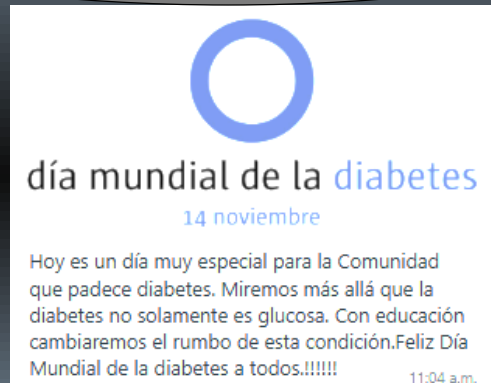 día mundial de la diabetes
14 noviembre
Hoy es un día muy especial para la Comunidad
que padece diabetes. Miremos más allá que la
diabetes no solamente es glucosa. Con educación
cambiaremos el rumbo de esta condición.Feliz Día
Mundial de la diabetes a todos.!!!!!!
11:04 a.m.